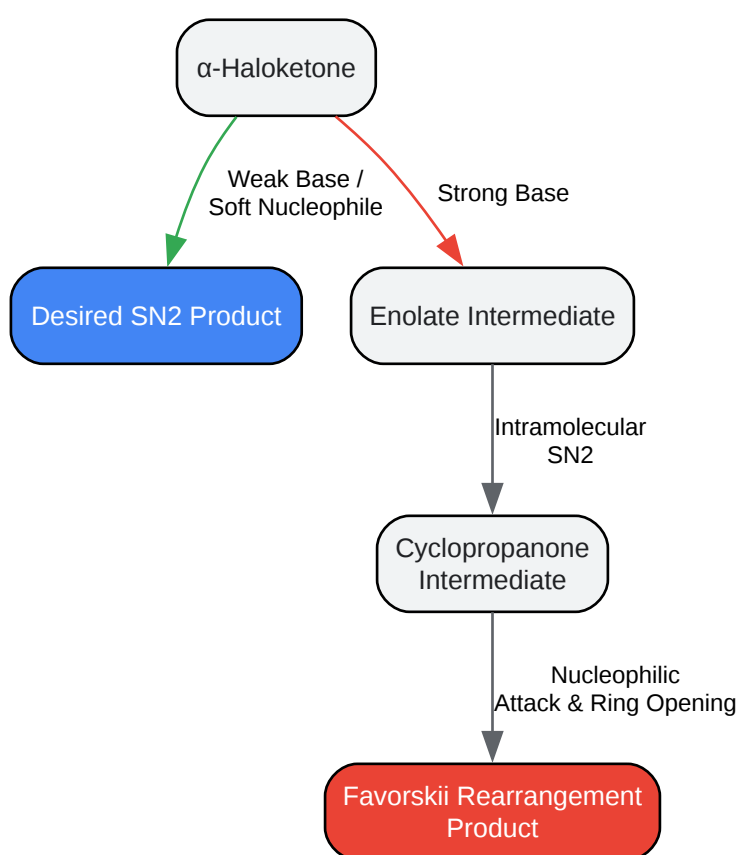 α-Haloketone
Weak Base /
Soft Nucleophile
Strong Base
Desired SN2 Product
Enolate Intermediate
Intramolecular
SN2
Cyclopropanone
Intermediate
Nucleophilic
Attack & Ring Opening
Favorskii Rearrangement
Product